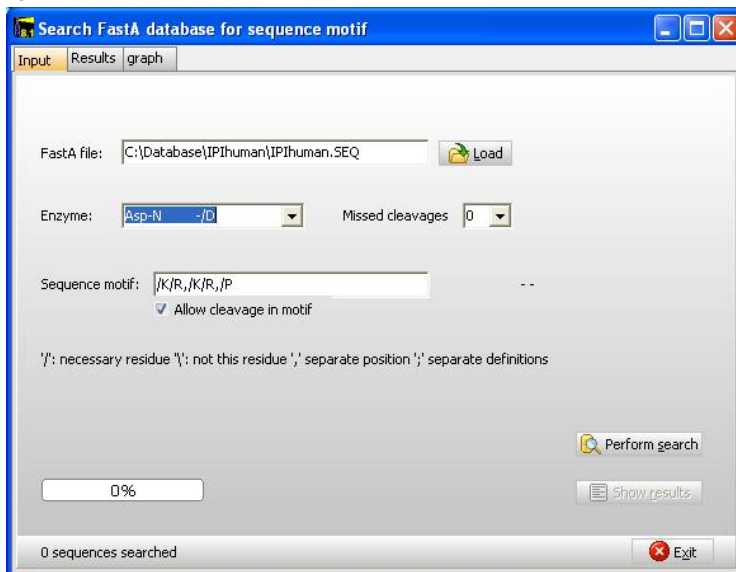 Search FastA database for sequence motif
Input Results graph
FastA file: C:\Database\IPIhuman\IPIhuman.SEQ Load
Enzyme: Asp-N -/D Missed cleavages 0
Sequence motif: /K/R,/K/R,/P - -
Allow cleavage in motif
'/': necessary residue '\': not this residue ',' separate position ';' separate definitions
Perform search
0% Show results
0 sequences searched Exit